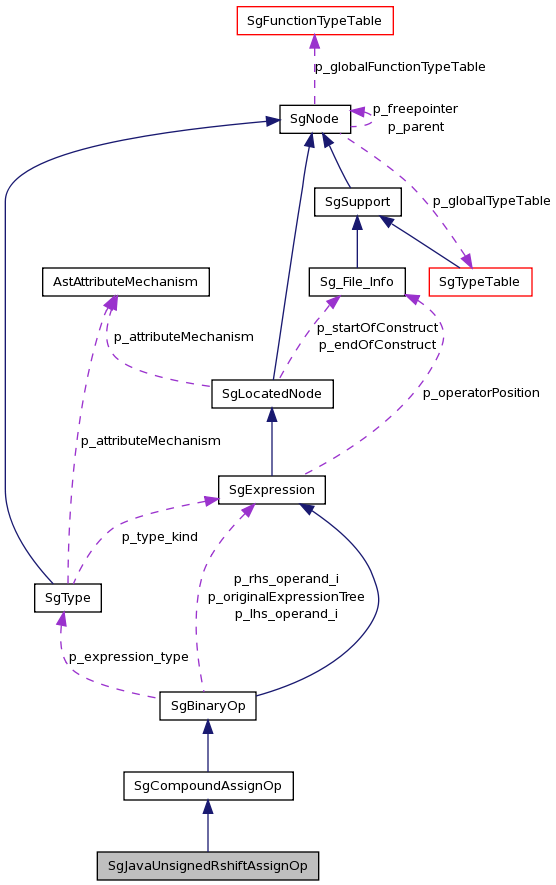 SgFunctionTypeTable
p_globalFunctionTypeTable
SgNode
p_freepointer
p_parent
SgSupport
p_globalTypeTable
AstAttributeMechanism
Sg_File_Info
SgTypeTable
p_attributeMechanism
p_startOfConstruct
p_endOfConstruct
SgLocatedNode
p_operatorPosition
p_attributeMechanism
SgExpression
p_type_kind
p_rhs_operand_i
p_originalExpressionTree
p_lhs_operand_i
SgType
p_expression_type
SgBinaryOp
SgCompoundAssignOp
SgJavaUnsignedRshiftAssignOp